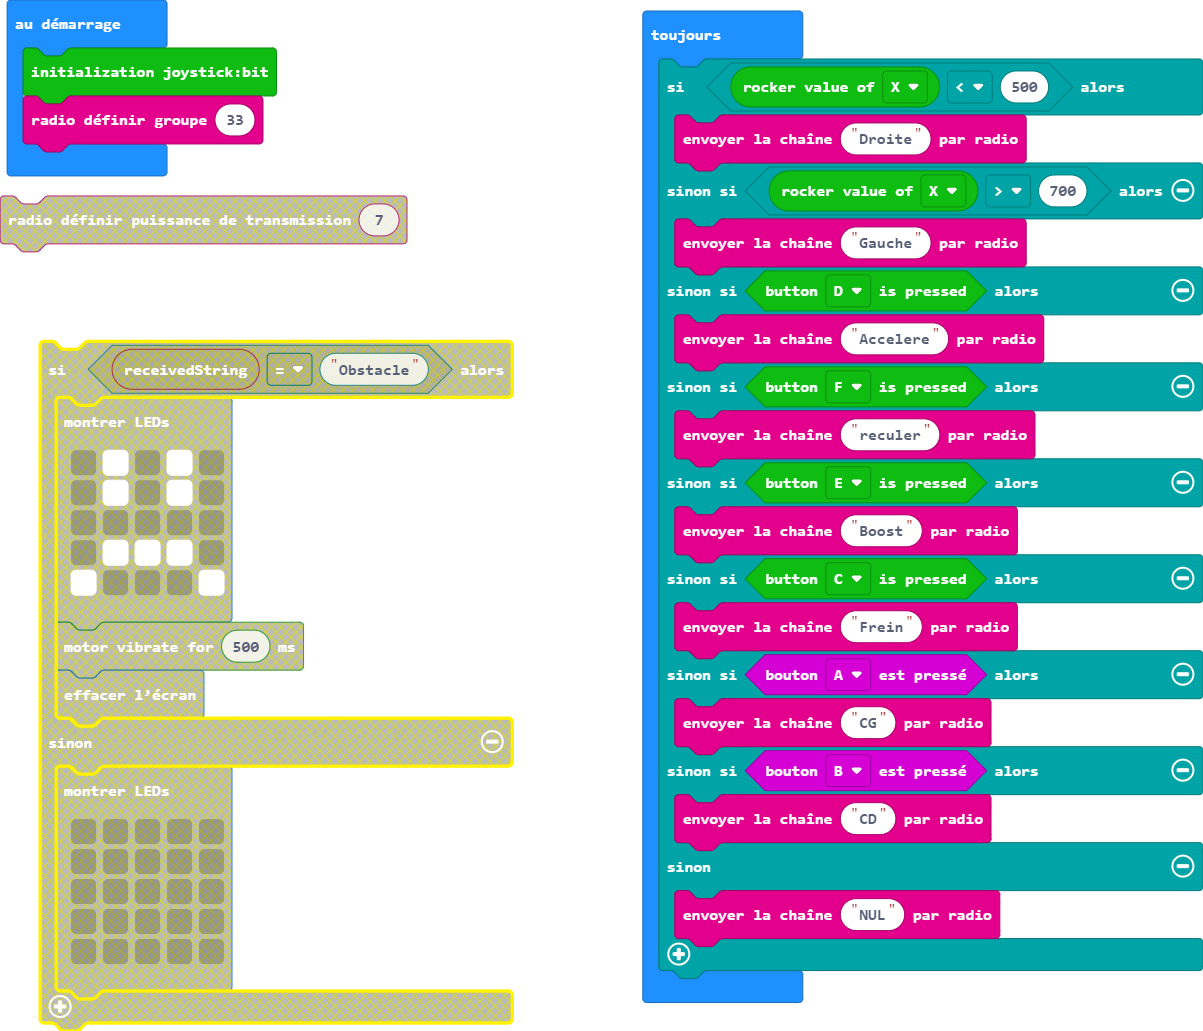 au démarrage
initialization joystick:bit
radio définir groupe 33
radio définir puissance de transmission 7
si receivedString = "Obstacle" alors
montrer LEDs
motor vibrate for 500 ms
effacer l'écran
sinon
montrer LEDs
toujours
si rocker value of X < 500 alors
envoyer la chaîne "Droite" par radio
sinon si rocker value of X > 700 alors
envoyer la chaîne "Gauche" par radio
sinon si button D is pressed alors
envoyer la chaîne "Accelere" par radio
sinon si button F is pressed alors
envoyer la chaîne "reculer" par radio
sinon si button E is pressed alors
envoyer la chaîne "Boost" par radio
sinon si button C is pressed alors
envoyer la chaîne "Frein" par radio
sinon si bouton A est pressé alors
envoyer la chaîne "CG" par radio
sinon si bouton B est pressé alors
envoyer la chaîne "CD" par radio
sinon
envoyer la chaîne "NUL" par radio